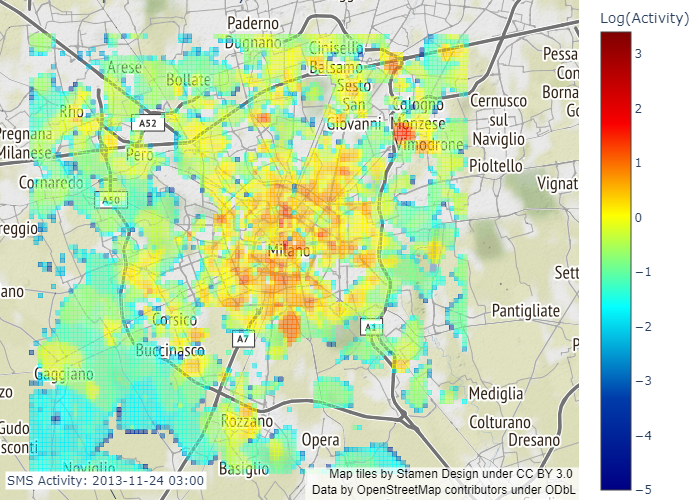 Log(Activity)
3
2
1
0
−1
−2
−3
−4
−5
Paderno
Dugnano
Cinisello
Balsamo
Arese
Bollate
Sesto
San
Giovanni
Cologno
Monzese
Vimodrone
Cernusco
sul
Naviglio
Pessa
Con
Borna
Go
Rho
A52
Pregnana
Milanese
Pero
Pioltello
Cornaredo
Vignat
A50
reggio
Milano
Sett
ano
Pantigliate
Corsico
A7
A1
P
Buccinasco
Gaggiano
zo
Mediglia
Rozzano
Colturano
Gudo
Dresano
sconti
Opera
Noviglio
Basiglio
SMS Activity: 2013-11-24 03:00
Map tiles by Stamen Design under CC BY 3.0
Data by OpenStreetMap contributors under ODbL